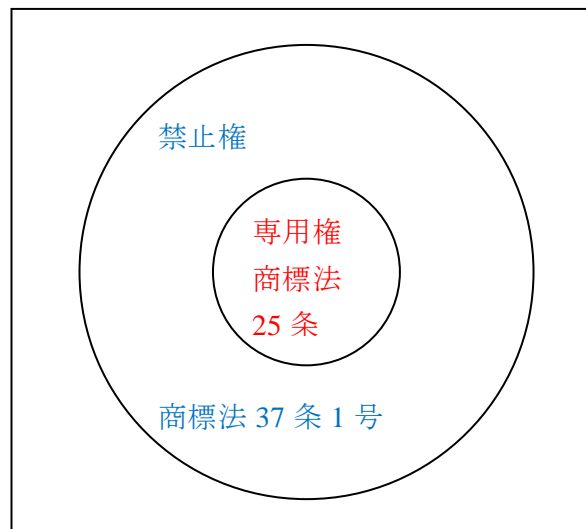 禁止権
専用権
商標法
25 条
商標法 37 条 1 号